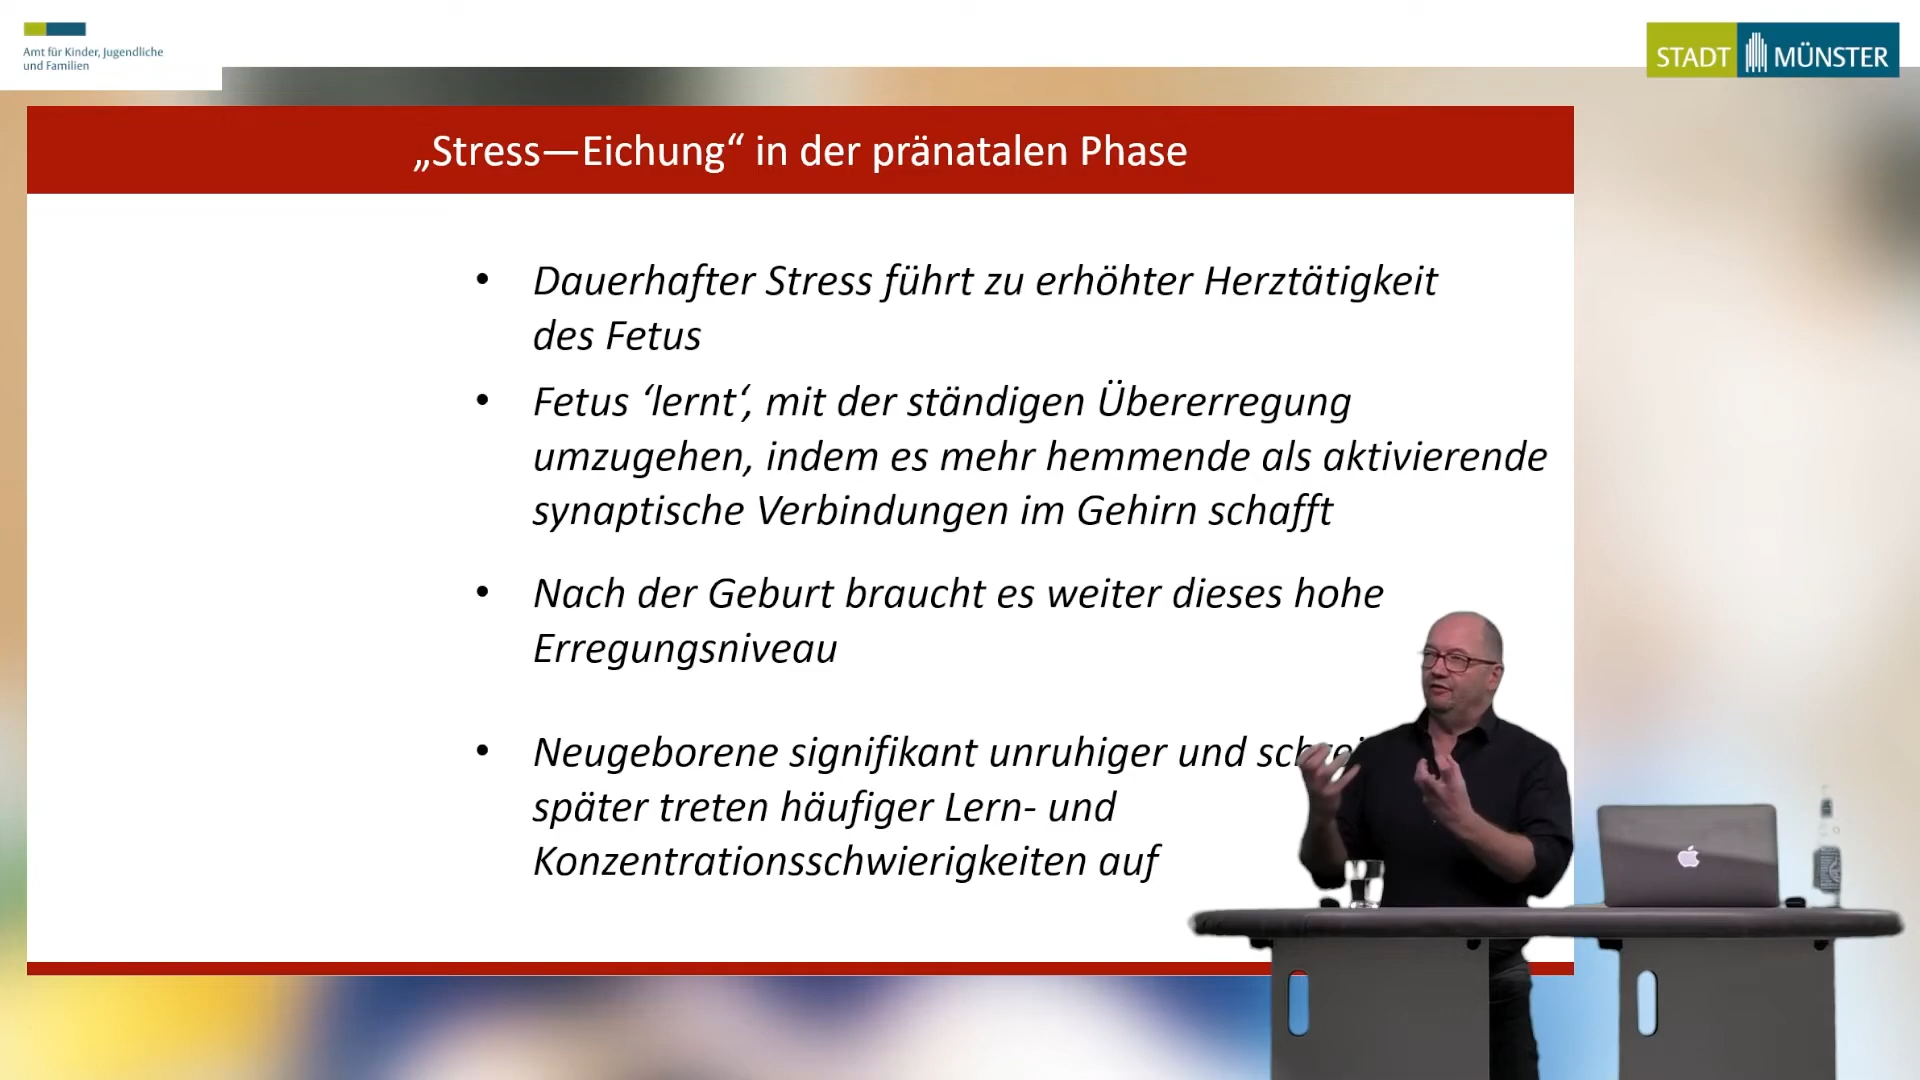 Amt für Kinder, Jugendliche
und Familien
STADT MÜNSTER
„Stress—Eichung“ in der pränatalen Phase
• Dauerhafter Stress führt zu erhöhter Herztätigkeit
des Fetus
• Fetus ‘lernt‘, mit der ständigen Übererregung
umzugehen, indem es mehr hemmende als aktivierende
synaptische Verbindungen im Gehirn schafft
• Nach der Geburt braucht es weiter dieses hohe
Erregungsniveau
• Neugeborene signifikant unruhiger und
später treten häufiger Lern- und
Konzentrationsschwierigkeiten auf